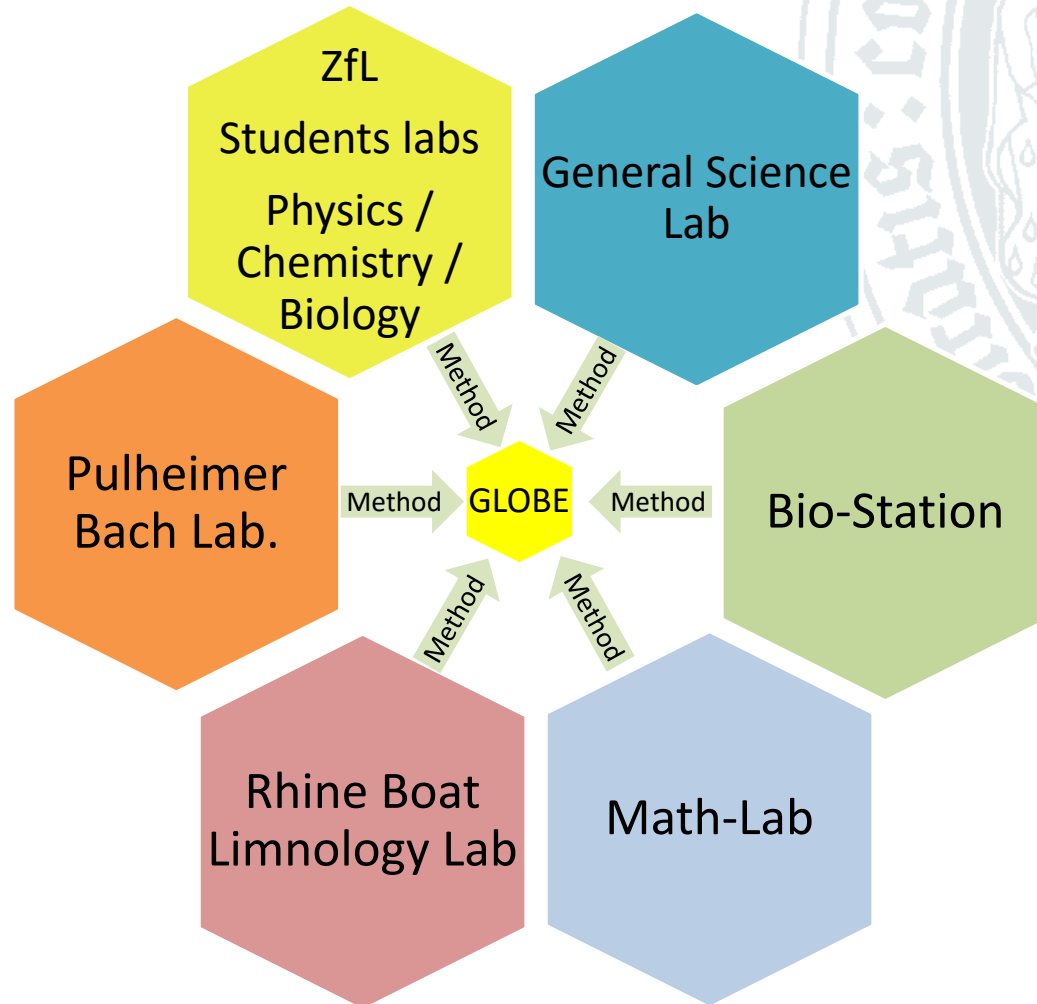 ZfL
Students labs
Physics /
Chemistry /
Biology
General Science
Lab
Method
Method
Pulheimer
Bach Lab.
Method
GLOBE
Method
Bio-Station
Method
Method
Rhine Boat
Limnology Lab
Math-Lab